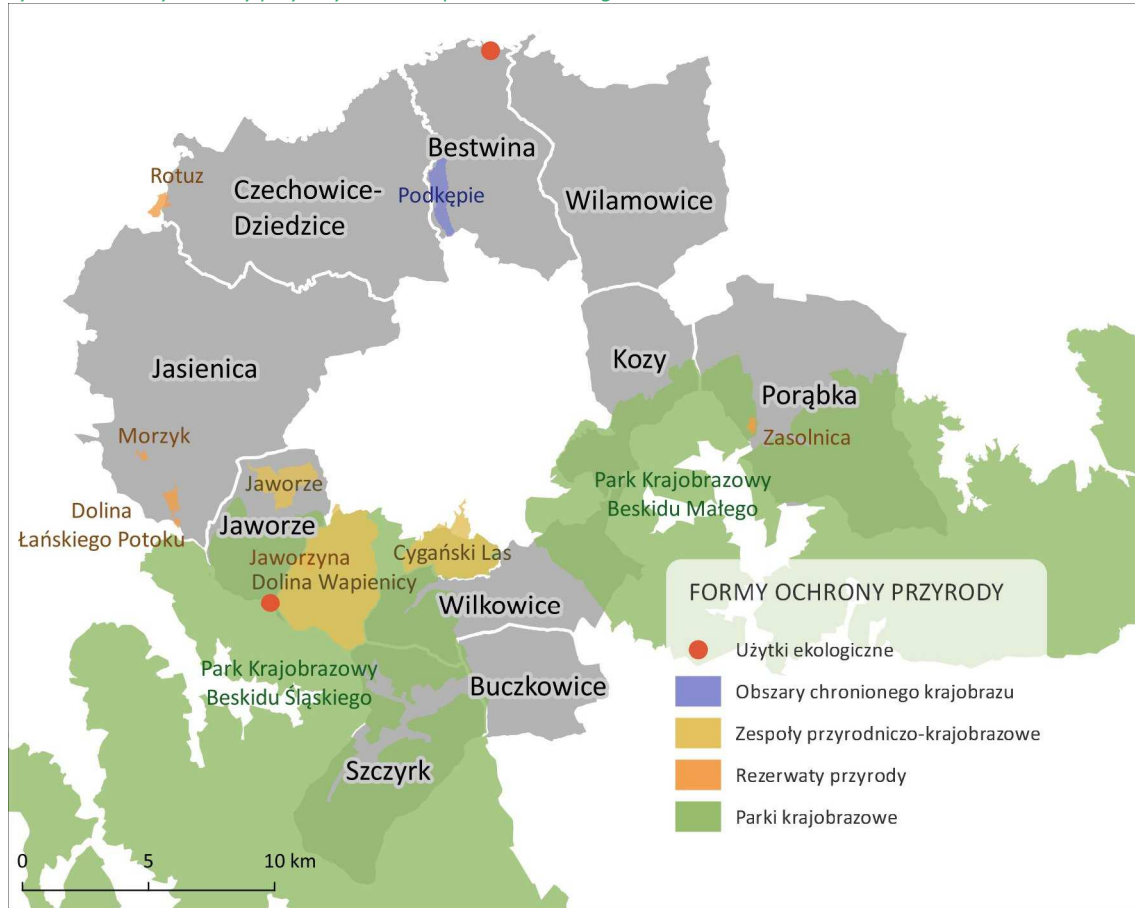 Bestwina
Rotuz
Czechowice-
Dziedzice
Podkępie
Wilamowice
Jasienica
Kozy
Porąbka
Morzyk
Zasolnica
Jaworze
Park Krajobrazowy
Beskidu Małego
Dolina
Łańskiego Potoku
Jaworze
Jaworzyna
Dolina Wapienicy
Cygański Las
Wilkowice
Park Krajobrazowy
Beskidu Śląskiego
Buczkowice
Szczyrk
FORMY OCHRONY PRZYRODY
Użytki ekologiczne
Obszary chronionego krajobrazu
Zespoły przyrodniczo-krajobrazowe
Rezerwaty przyrody
Parki krajobrazowe
0 5 10 km